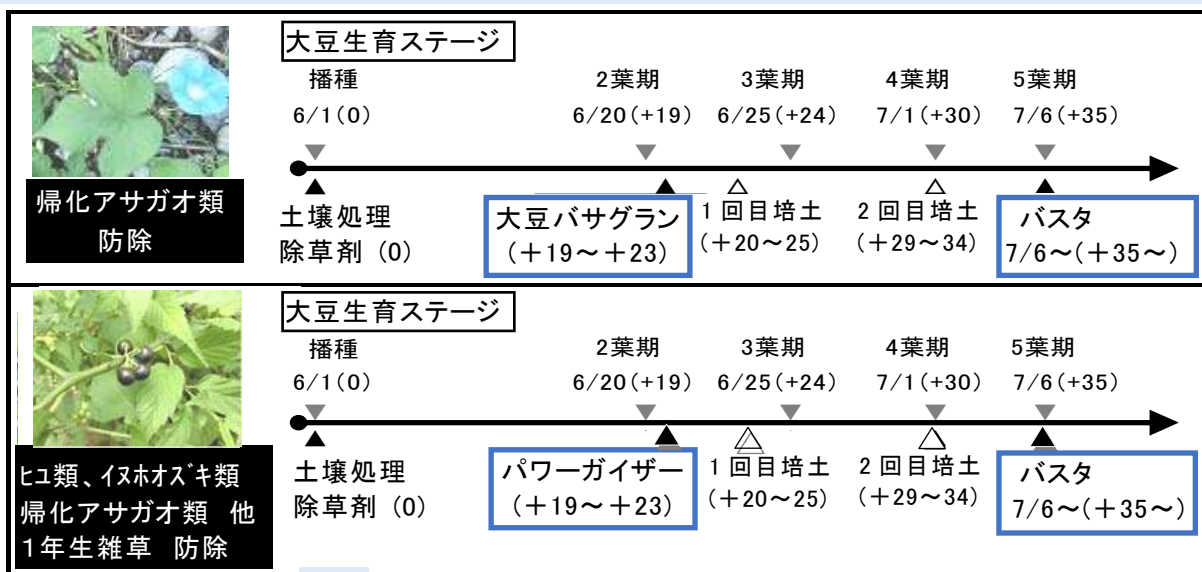 大豆生育ステージ
播種 2葉期 3葉期 4葉期 5葉期
6/1(0) 6/20(+19) 6/25(+24) 7/1(+30) 7/6(+35)
帰化アサガオ類
防除
土壌処理
除草剤 (0)
大豆バサグラン
(+19~+23)
1回目培土
(+20~25)
2回目培土
(+29~34)
バスタ
7/6~(+35~)
大豆生育ステージ
播種 2葉期 3葉期 4葉期 5葉期
6/1(0) 6/20(+19) 6/25(+24) 7/1(+30) 7/6(+35)
ヒユ類、イヌホオズキ類
帰化アサガオ類 他
1年生雑草 防除
土壌処理
除草剤 (0)
パワーガイザー
(+19~+23)
1回目培土
(+20~25)
2回目培土
(+29~34)
バスタ
7/6~(+35~)